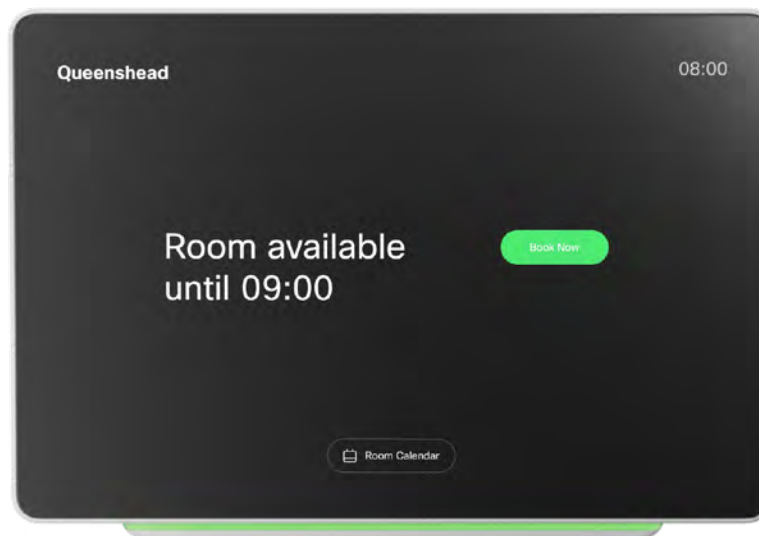 Queenshead
08:00
Room available
until 09:00
Book Now
Room Calendar